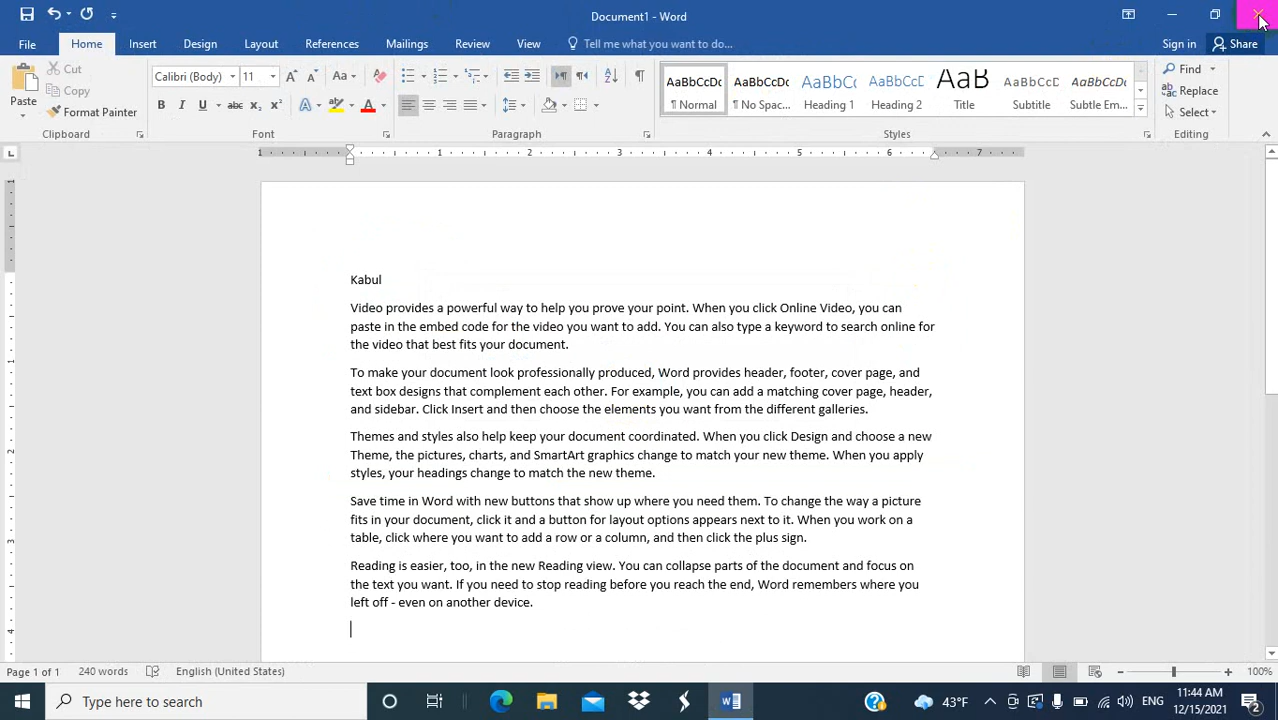 Document1 - Word
File Home Insert Design Layout References Mailings Review View Tell me what you want to do... Sign in Share
Paste Cut Calibri (Body) 11 Aa AaBbCcDc AaBbCcDc AaBbCc AaBbCcD AaB AaBbCcD AaBbCcDc Find
Copy ¶ Normal ¶ No Spac... Heading 1 Heading 2 Title Subtitle Subtle Em... Replace
Format Painter B I U abc x₂ x² A ab A Select
Clipboard Font Paragraph Styles Editing
1 1 2 3 4 5 6 7
Kabul
Video provides a powerful way to help you prove your point. When you click Online Video, you can
paste in the embed code for the video you want to add. You can also type a keyword to search online for
the video that best fits your document.
To make your document look professionally produced, Word provides header, footer, cover page, and
text box designs that complement each other. For example, you can add a matching cover page, header,
and sidebar. Click Insert and then choose the elements you want from the different galleries.
Themes and styles also help keep your document coordinated. When you click Design and choose a new
Theme, the pictures, charts, and SmartArt graphics change to match your new theme. When you apply
styles, your headings change to match the new theme.
Save time in Word with new buttons that show up where you need them. To change the way a picture
fits in your document, click it and a button for layout options appears next to it. When you work on a
table, click where you want to add a row or a column, and then click the plus sign.
Reading is easier, too, in the new Reading view. You can collapse parts of the document and focus on
the text you want. If you need to stop reading before you reach the end, Word remembers where you
left off - even on another device.
Page 1 of 1 240 words English (United States) 100%
Type here to search 43°F ENG 11:44 AM
12/15/2021 2